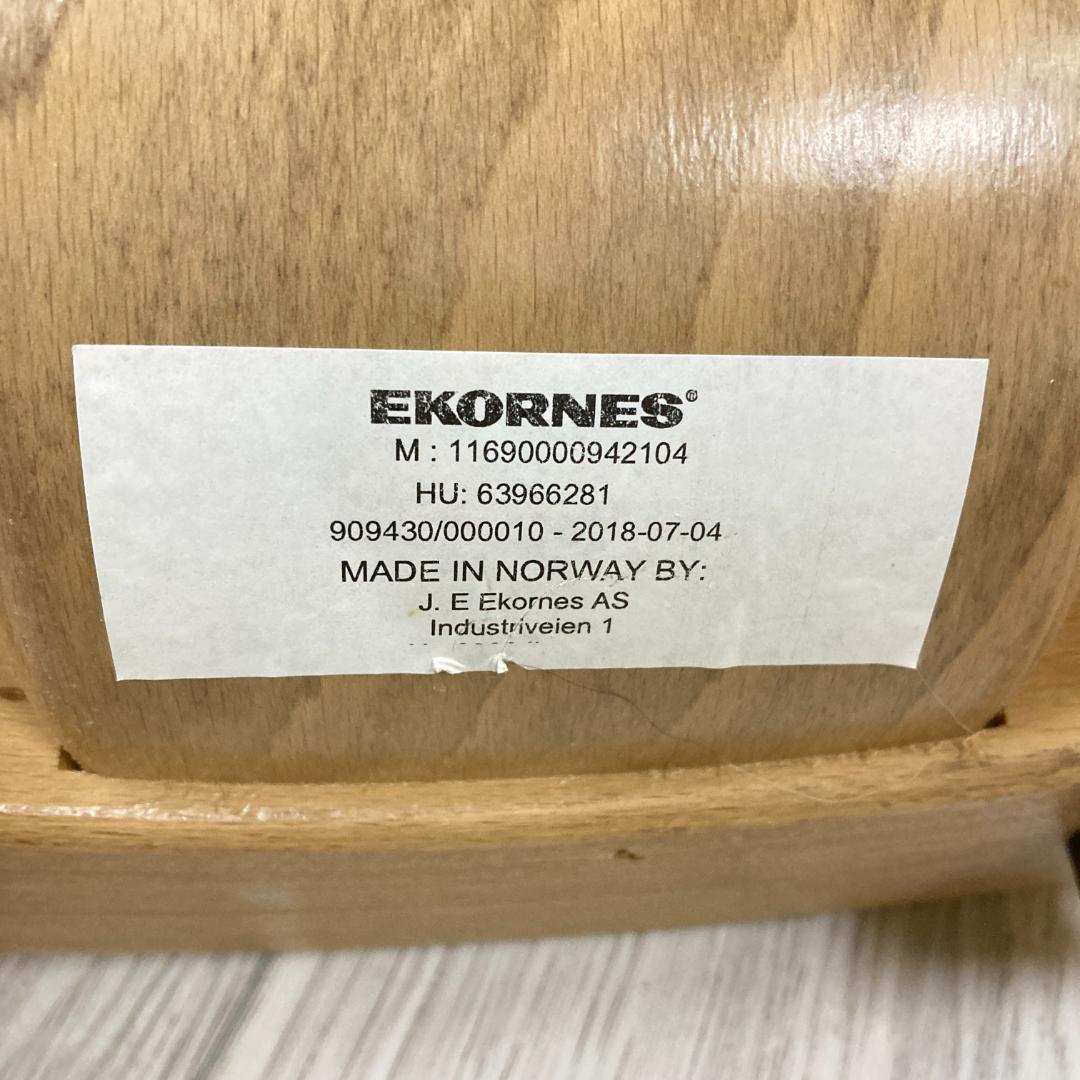 EKORNES®
M : 11690000942104
HU: 63966281
909430/000010 - 2018-07-04
MADE IN NORWAY BY:
J. E Ekornes AS
Industriveien 1